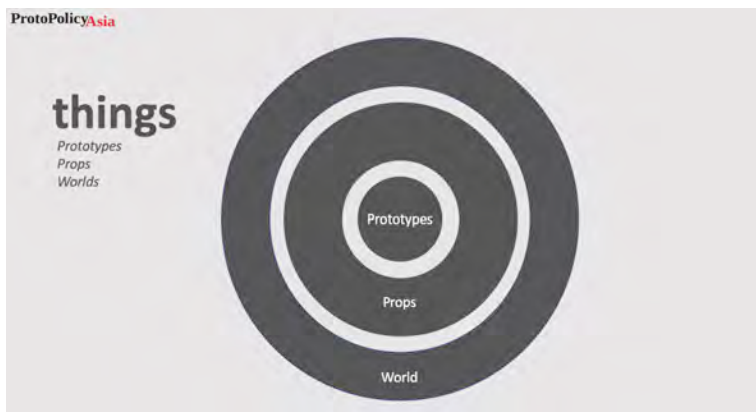 ProtoPolicyAsia
things
Prototypes
Props
Worlds
Prototypes
Props
World